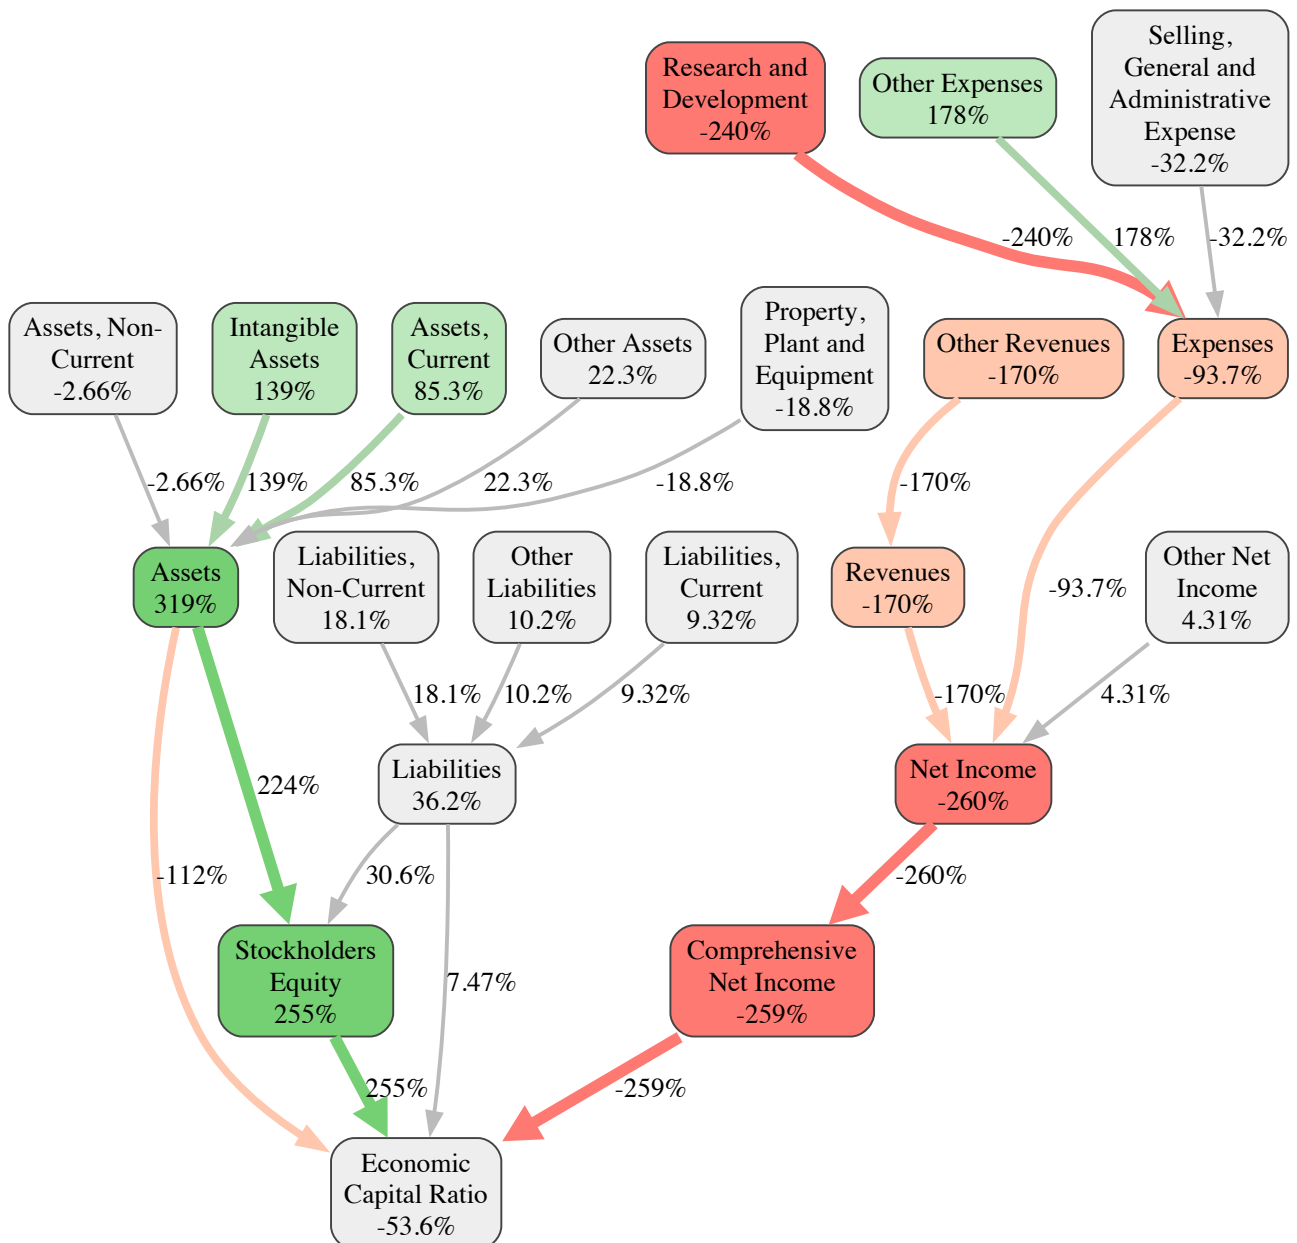 Selling,
General and
Administrative
Expense
-32.2%
Research and
Development
-240%
Other Expenses
178%
-240%
178%
-32.2%
Assets, Non-
Current
-2.66%
Intangible
Assets
139%
Assets,
Current
85.3%
Other Assets
22.3%
Property,
Plant and
Equipment
-18.8%
Other Revenues
-170%
Expenses
-93.7%
-2.66%
139%
85.3%
22.3%
-18.8%
-170%
Assets
319%
Liabilities,
Non-Current
18.1%
Other
Liabilities
10.2%
Liabilities,
Current
9.32%
Revenues
-170%
-93.7%
Other Net
Income
4.31%
18.1%
10.2%
9.32%
-170%
4.31%
224%
Liabilities
36.2%
Net Income
-260%
-112%
30.6%
-260%
Stockholders
Equity
255%
7.47%
Comprehensive
Net Income
-259%
255%
-259%
Economic
Capital Ratio
-53.6%